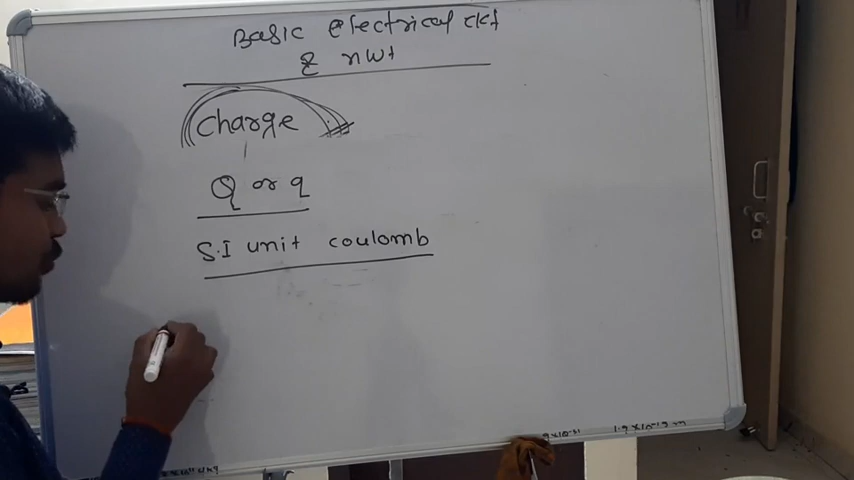 Basic electrical ckt
& nwt
Charge
Q or q
S.I unit coulomb